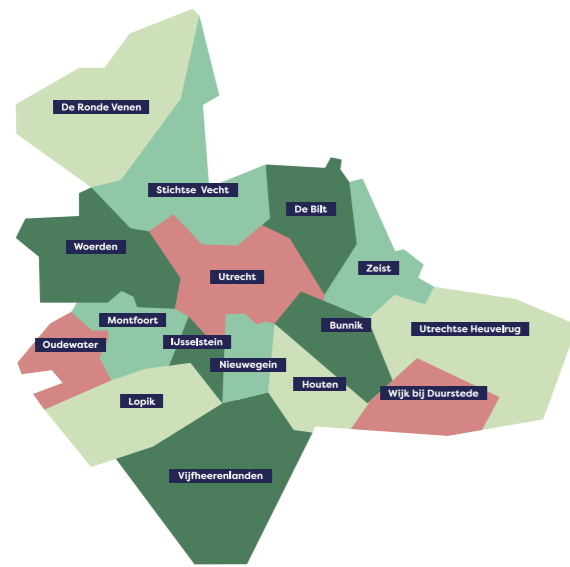 De Ronde Venen
Stichtse Vecht
De Bilt
Woerden
Zeist
Utrecht
Montfoort
Bunnik
Utrechtse Heuvelrug
Oudewater
IJsselstein
Nieuwegein
Houten
Wijk bij Duurstede
Lopik
Vijfheerenlanden